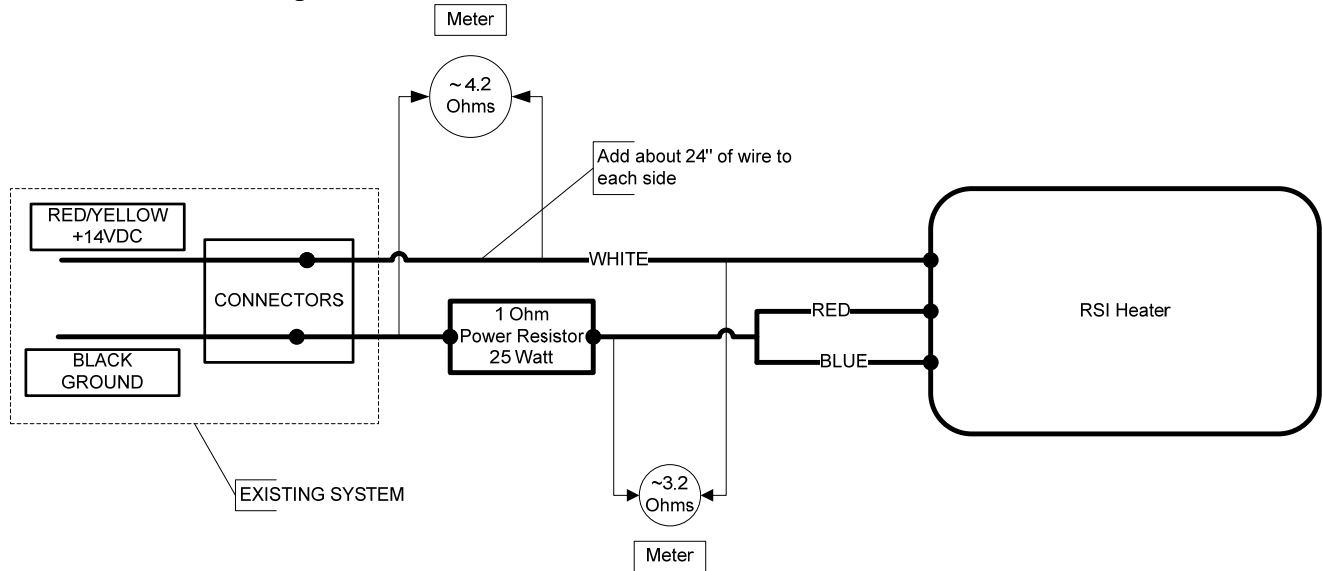 Meter
~ 4.2
Ohms
Add about 24" of wire to
each side
RED/YELLOW
+14VDC
WHITE
CONNECTORS
1 Ohm
Power Resistor
25 Watt
RED
RSI Heater
BLACK
GROUND
BLUE
EXISTING SYSTEM
~3.2
Ohms
Meter